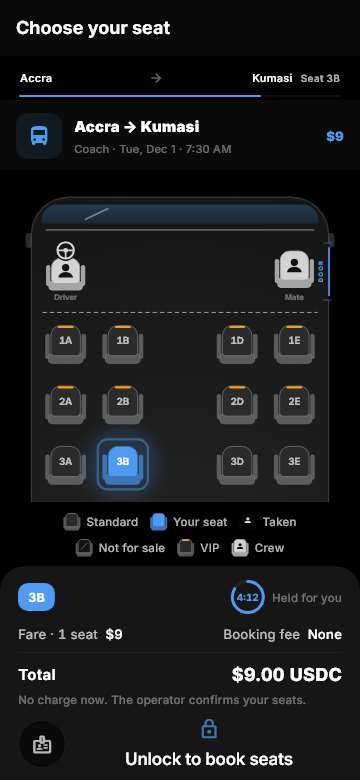 Choose your seat
Accra → Kumasi Seat 3B
Accra → Kumasi $9
Coach · Tue, Dec 1 · 7:30 AM
DOOR
Driver Mate
1A 1B 1D 1E
2A 2B 2D 2E
3A 3B 3D 3E
Standard Your seat Taken
Not for sale VIP Crew
3B 4:12 Held for you
Fare · 1 seat $9 Booking fee None
Total $9.00 USDC
No charge now. The operator confirms your seats.
Unlock to book seats